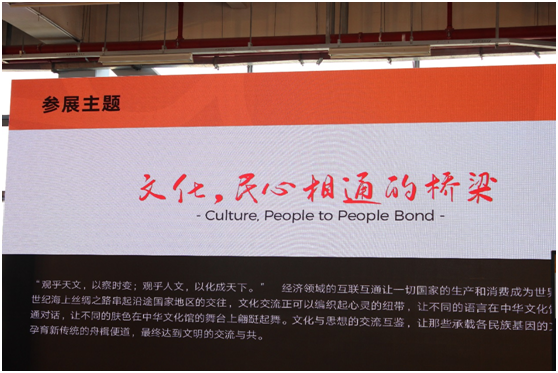 参展主题
文化,民心相通的桥梁
- Culture, People to People Bond -
“观乎天文，以察时变；观乎人文，以化成天下。” 经济领域的互联互通让一切国家的生产和消费成为世界
世纪海上丝绸之路串起沿途国家地区的交往，文化交流正可以编织起心灵的纽带，让不同的语言在中华文化馆
通对话，让不同的肤色在中华文化馆的舞台上翩跹起舞。文化与思想的交流互鉴，让那些承载各民族基因的文
孕育新传统的舟楫便道，最终达到文明的交流与共。